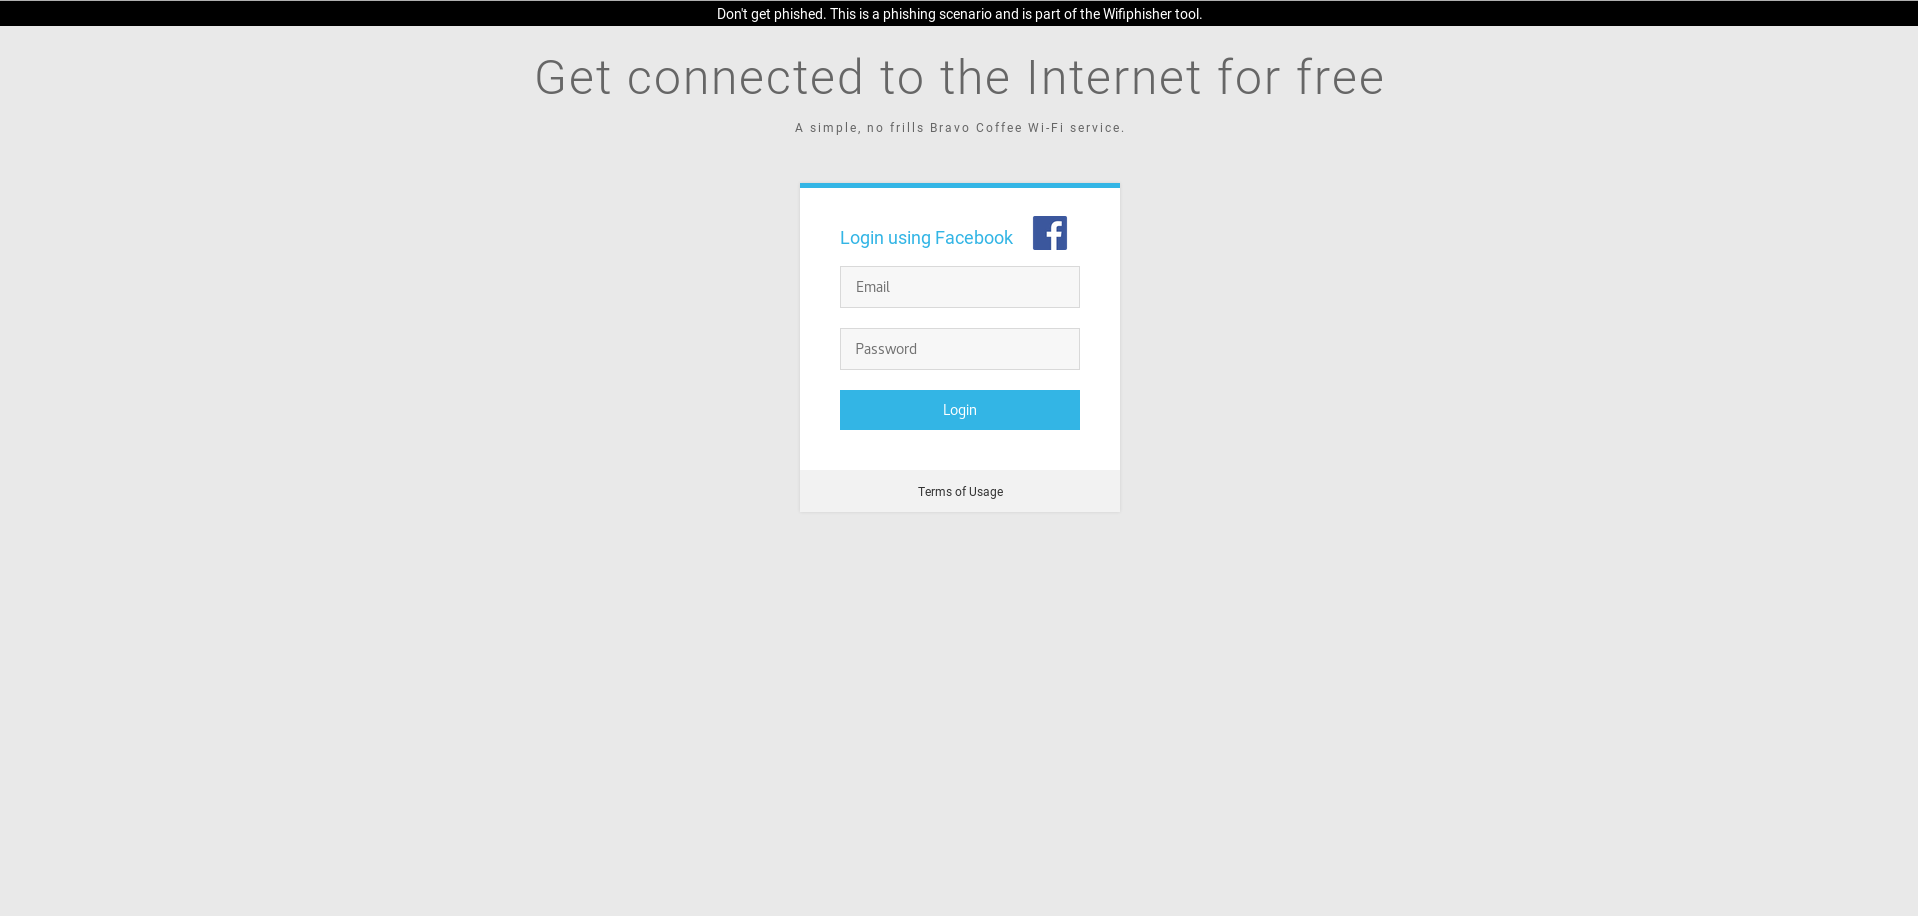 Don't get phished. This is a phishing scenario and is part of the Wifiphisher tool.
Get connected to the Internet for free
A simple, no frills Bravo Coffee Wi-Fi service.
Login using Facebook
Email
Password
Login
Terms of Usage